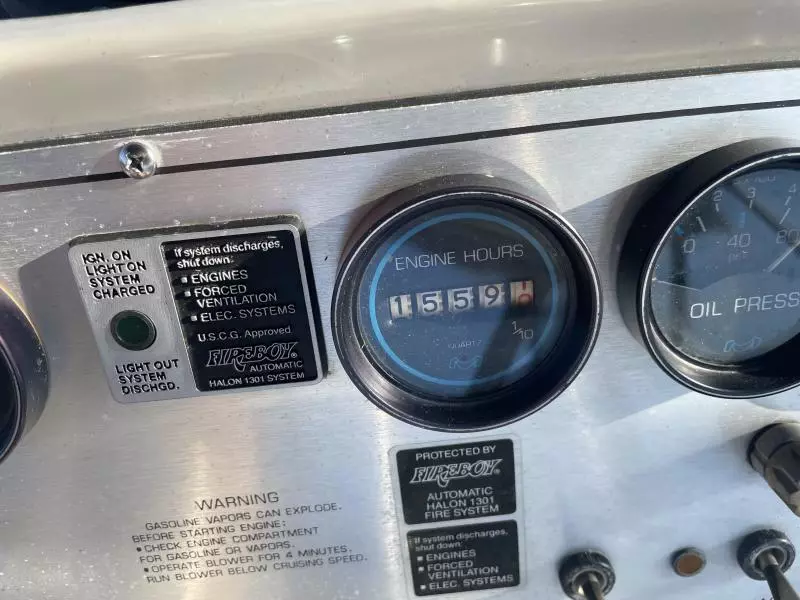 IGN. ON
LIGHT ON
SYSTEM
CHARGED
LIGHT OUT
SYSTEM
DISCHGD.
If system discharges,
shut down:
▪ ENGINES
▪ FORCED
VENTILATION
▪ ELEC. SYSTEMS
U.S.C.G. Approved
FIREBOY®
AUTOMATIC
HALON 1301 SYSTEM
ENGINE HOURS
1 5 5 9
1/10
QUARTZ
2 3 4
0 40 80
OIL PRESS
PROTECTED BY
FIREBOY®
AUTOMATIC
HALON 1301
FIRE SYSTEM
If system discharges,
shut down:
▪ ENGINES
▪ FORCED
VENTILATION
▪ ELEC. SYSTEMS
WARNING
GASOLINE VAPORS CAN EXPLODE.
BEFORE STARTING ENGINE:
• CHECK ENGINE COMPARTMENT
FOR GASOLINE OR VAPORS.
• OPERATE BLOWER FOR 4 MINUTES.
RUN BLOWER BELOW CRUISING SPEED.